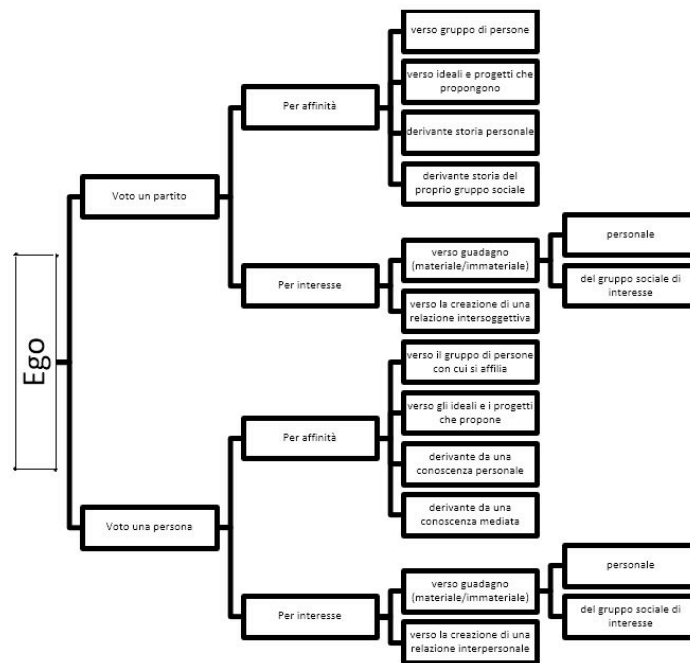 Ego
Voto un partito
Per affinità
verso gruppo di persone
verso ideali e progetti che
propongono
derivante storia personale
derivante storia del
proprio gruppo sociale
Per interesse
verso guadagno
(materiale/immateriale)
personale
del gruppo sociale di
interesse
verso la creazione di una
relazione intersoggettiva
Voto una persona
Per affinità
verso il gruppo di persone
con cui si affilia
verso gli ideali e i progetti
che propone
derivante da una
conoscenza personale
derivante da una
conoscenza mediata
Per interesse
verso guadagno
(materiale/immateriale)
personale
del gruppo sociale di
interesse
verso la creazione di una
relazione interpersonale